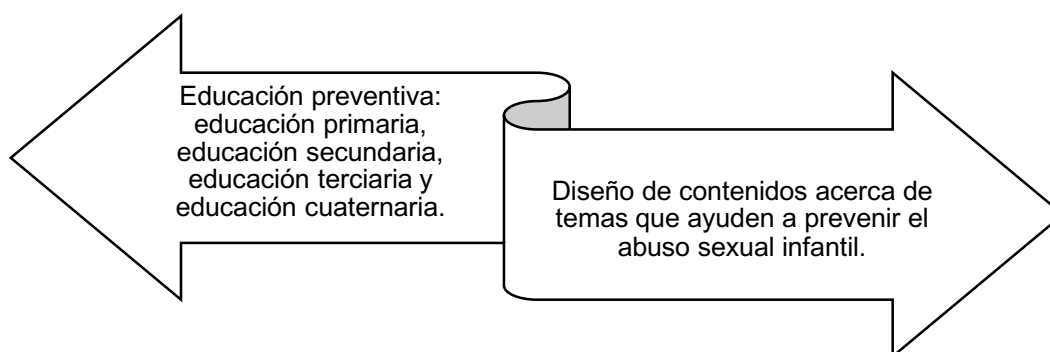 Educación preventiva:
educación primaria,
educación secundaria,
educación terciaria y
educación cuaternaria.
Diseño de contenidos acerca de
temas que ayuden a prevenir el
abuso sexual infantil.